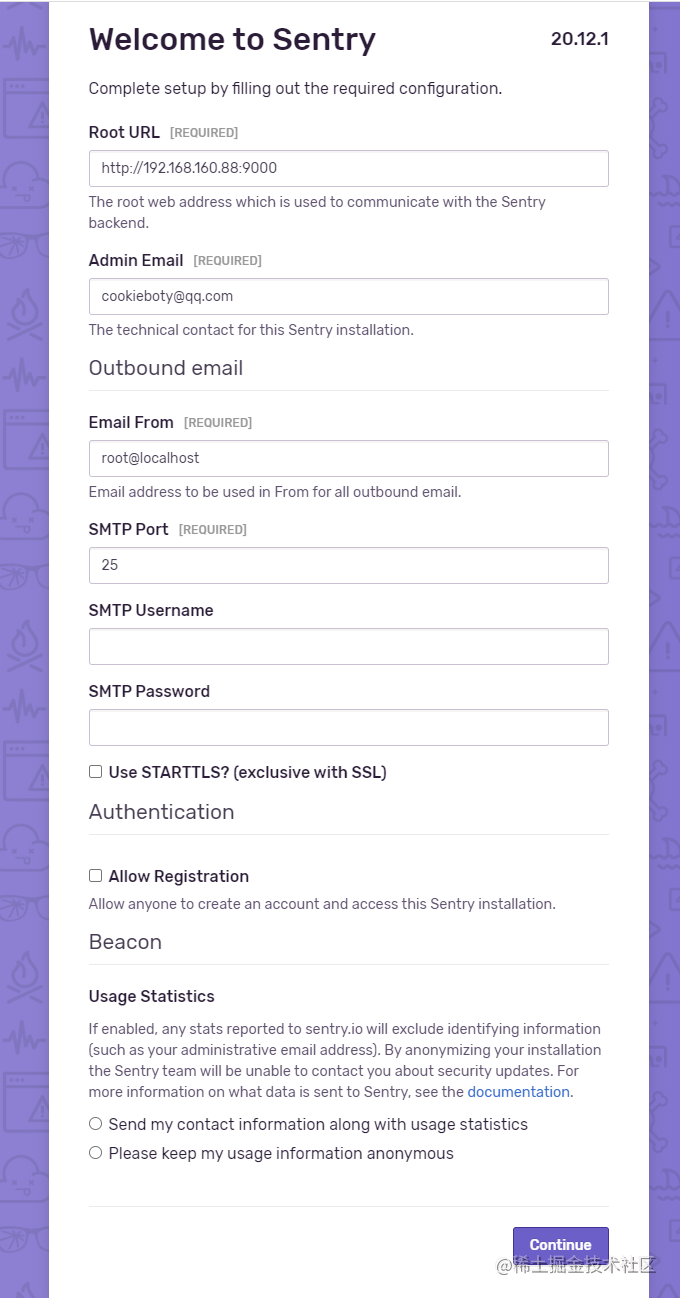 Welcome to Sentry
20.12.1
Complete setup by filling out the required configuration.
Root URL [REQUIRED]
http://192.168.160.88:9000
The root web address which is used to communicate with the Sentry
backend.
Admin Email [REQUIRED]
cookieboty@qq.com
The technical contact for this Sentry installation.
Outbound email
Email From [REQUIRED]
root@localhost
Email address to be used in From for all outbound email.
SMTP Port [REQUIRED]
25
SMTP Username
SMTP Password
Use STARTTLS? (exclusive with SSL)
Authentication
Allow Registration
Allow anyone to create an account and access this Sentry installation.
Beacon
Usage Statistics
If enabled, any stats reported to sentry.io will exclude identifying information
(such as your administrative email address). By anonymizing your installation
the Sentry team will be unable to contact you about security updates. For
more information on what data is sent to Sentry, see the documentation.
Send my contact information along with usage statistics
Please keep my usage information anonymous
Continue
@稀土掘金技术社区